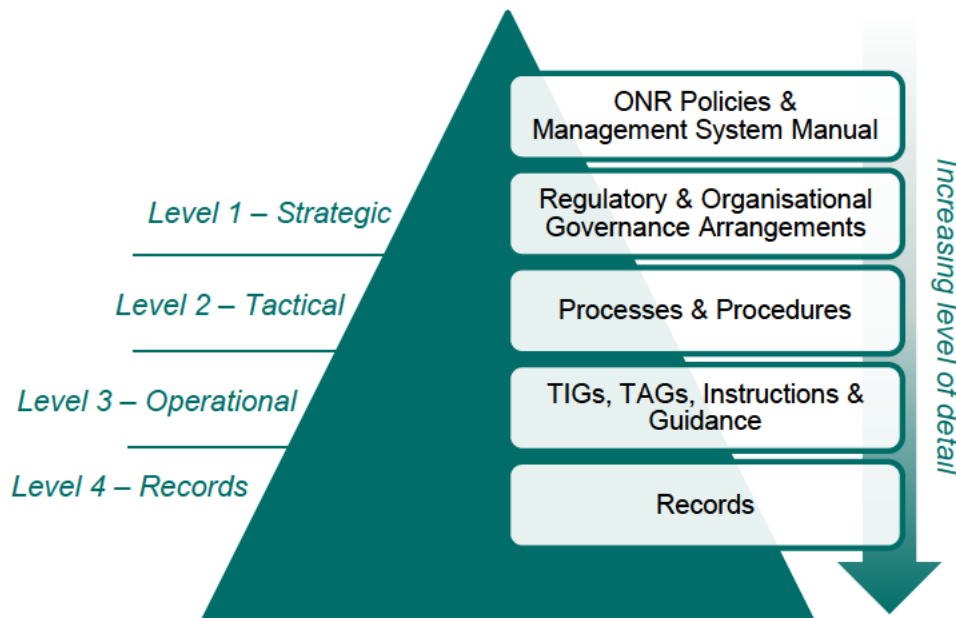 ONR Policies &
Management System Manual
Level 1 – Strategic
Regulatory & Organisational
Governance Arrangements
Level 2 – Tactical
Processes & Procedures
Level 3 – Operational
TIGs, TAGs, Instructions &
Guidance
Level 4 – Records
Records
Increasing level of detail